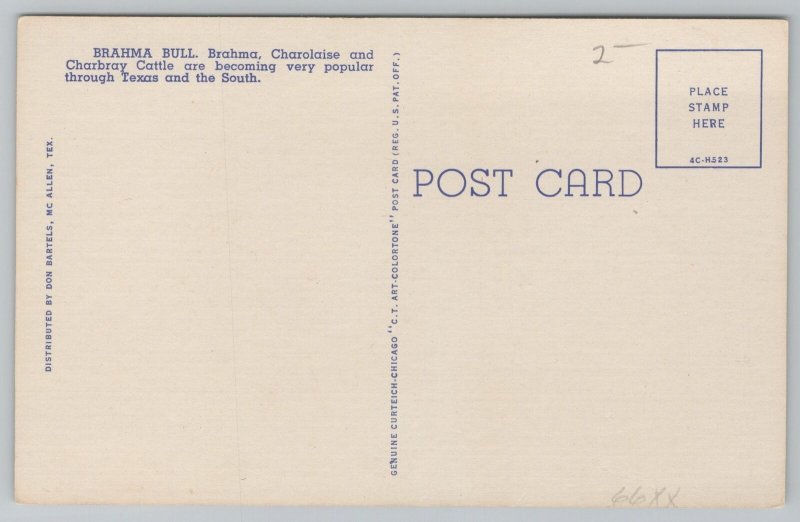 BRAHMA BULL. Brahma, Charolaise and
Charbray Cattle are becoming very popular
through Texas and the South.
DISTRIBUTED BY DON BARTELS, MC ALLEN, TEX.
GENUINE CURTEICH-CHICAGO "C.T. ART-COLORTONE" POST CARD (REG. U.S. PAT. OFF.)
POST CARD
2-
PLACE
STAMP
HERE
4C-H523
66XX